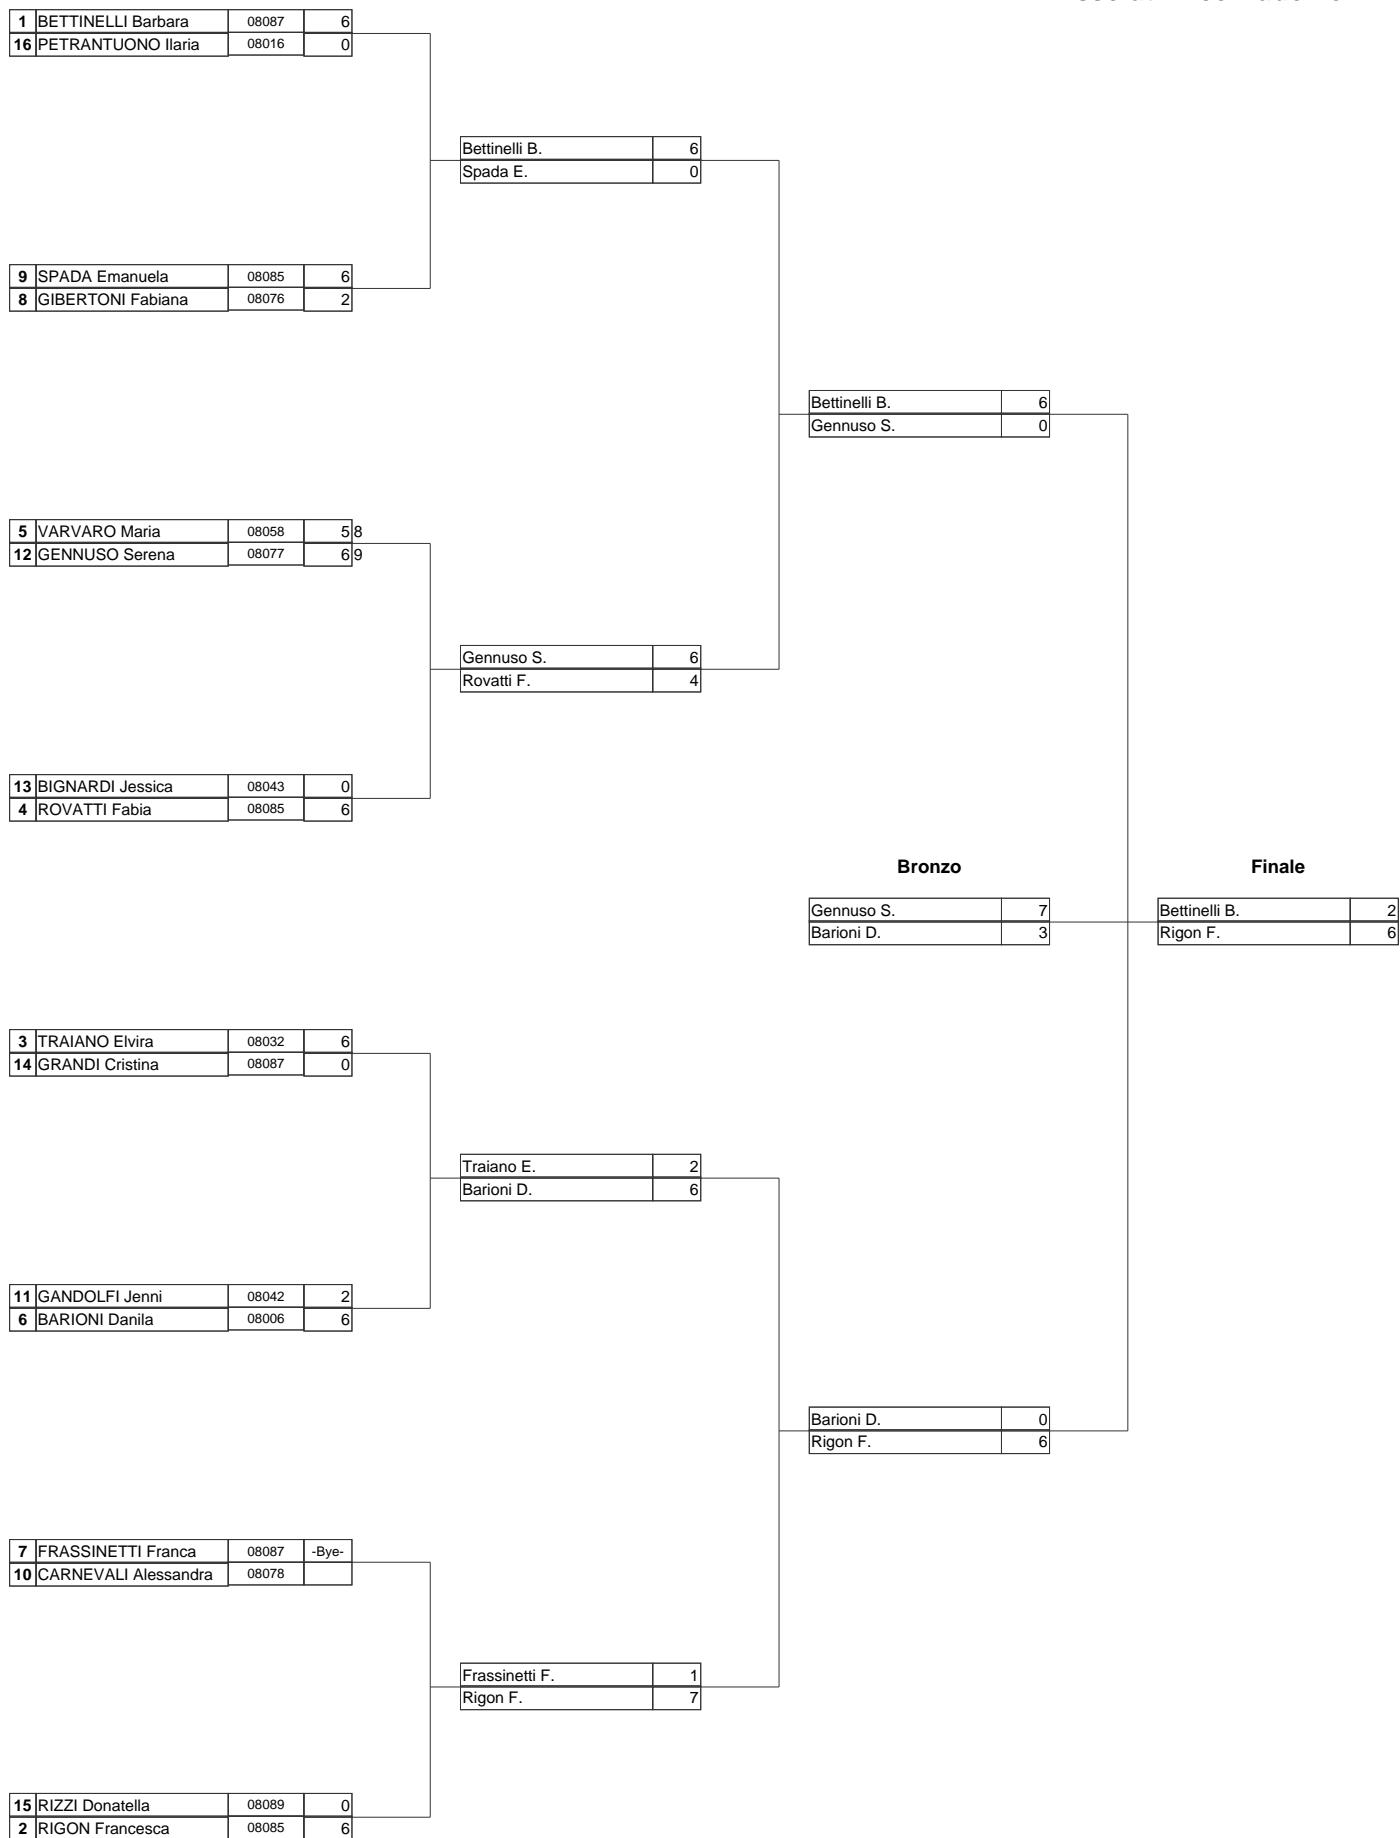 1 BETTINELLI Barbara 08087 6
16 PETRANTUONO Ilaria 08016 0
Bettinelli B. 6
Spada E. 0
9 SPADA Emanuela 08085 6
8 GIBERTONI Fabiana 08076 2
Bettinelli B. 6
Gennuso S. 0
5 VARVARO Maria 08058 5 8
12 GENNUSO Serena 08077 6 9
Gennuso S. 6
Rovatti F. 4
13 BIGNARDI Jessica 08043 0
4 ROVATTI Fabia 08085 6
Bronzo Finale
Gennuso S. 7 Bettinelli B. 2
Barioni D. 3 Rigon F. 6
3 TRAIANO Elvira 08032 6
14 GRANDI Cristina 08087 0
Traiano E. 2
Barioni D. 6
11 GANDOLFI Jenni 08042 2
6 BARIONI Danila 08006 6
Barioni D. 0
Rigon F. 6
7 FRASSINETTI Franca 08087 -Bye-
10 CARNEVALI Alessandra 08078
Frassinetti F. 1
Rigon F. 7
15 RIZZI Donatella 08089 0
2 RIGON Francesca 08085 6